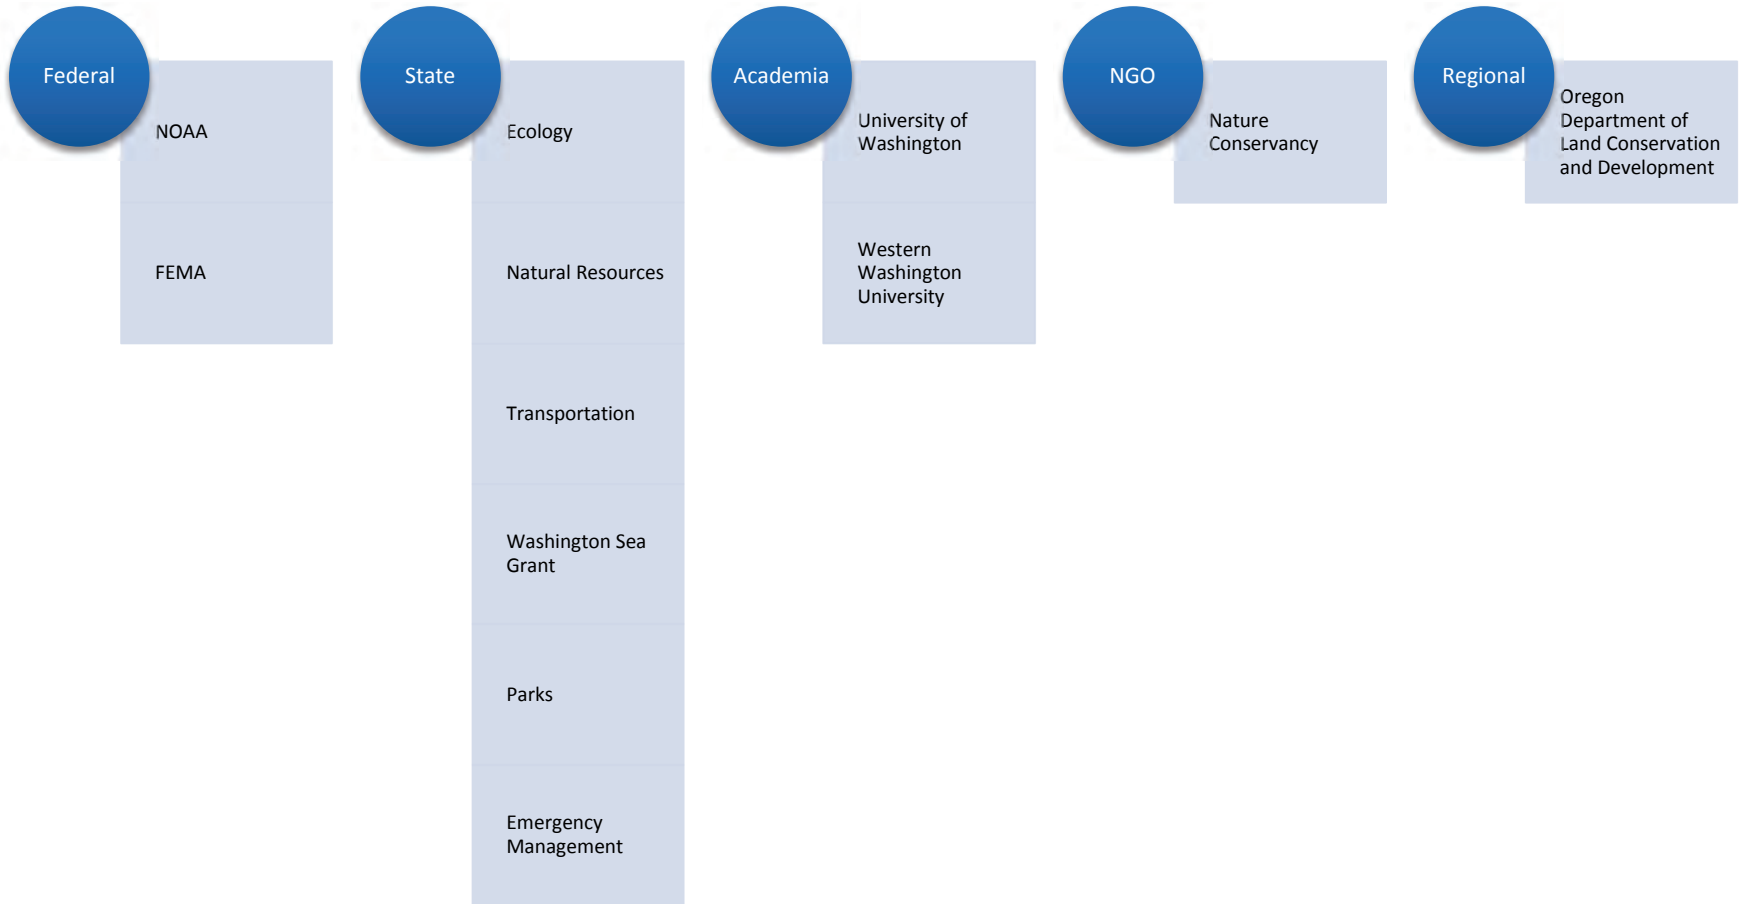 Federal
NOAA
FEMA
State
Ecology
Natural Resources
Transportation
Washington Sea
Grant
Parks
Emergency
Management
Academia
University of
Washington
Western
Washington
University
NGO
Nature
Conservancy
Regional
Oregon
Department of
Land Conservation
and Development